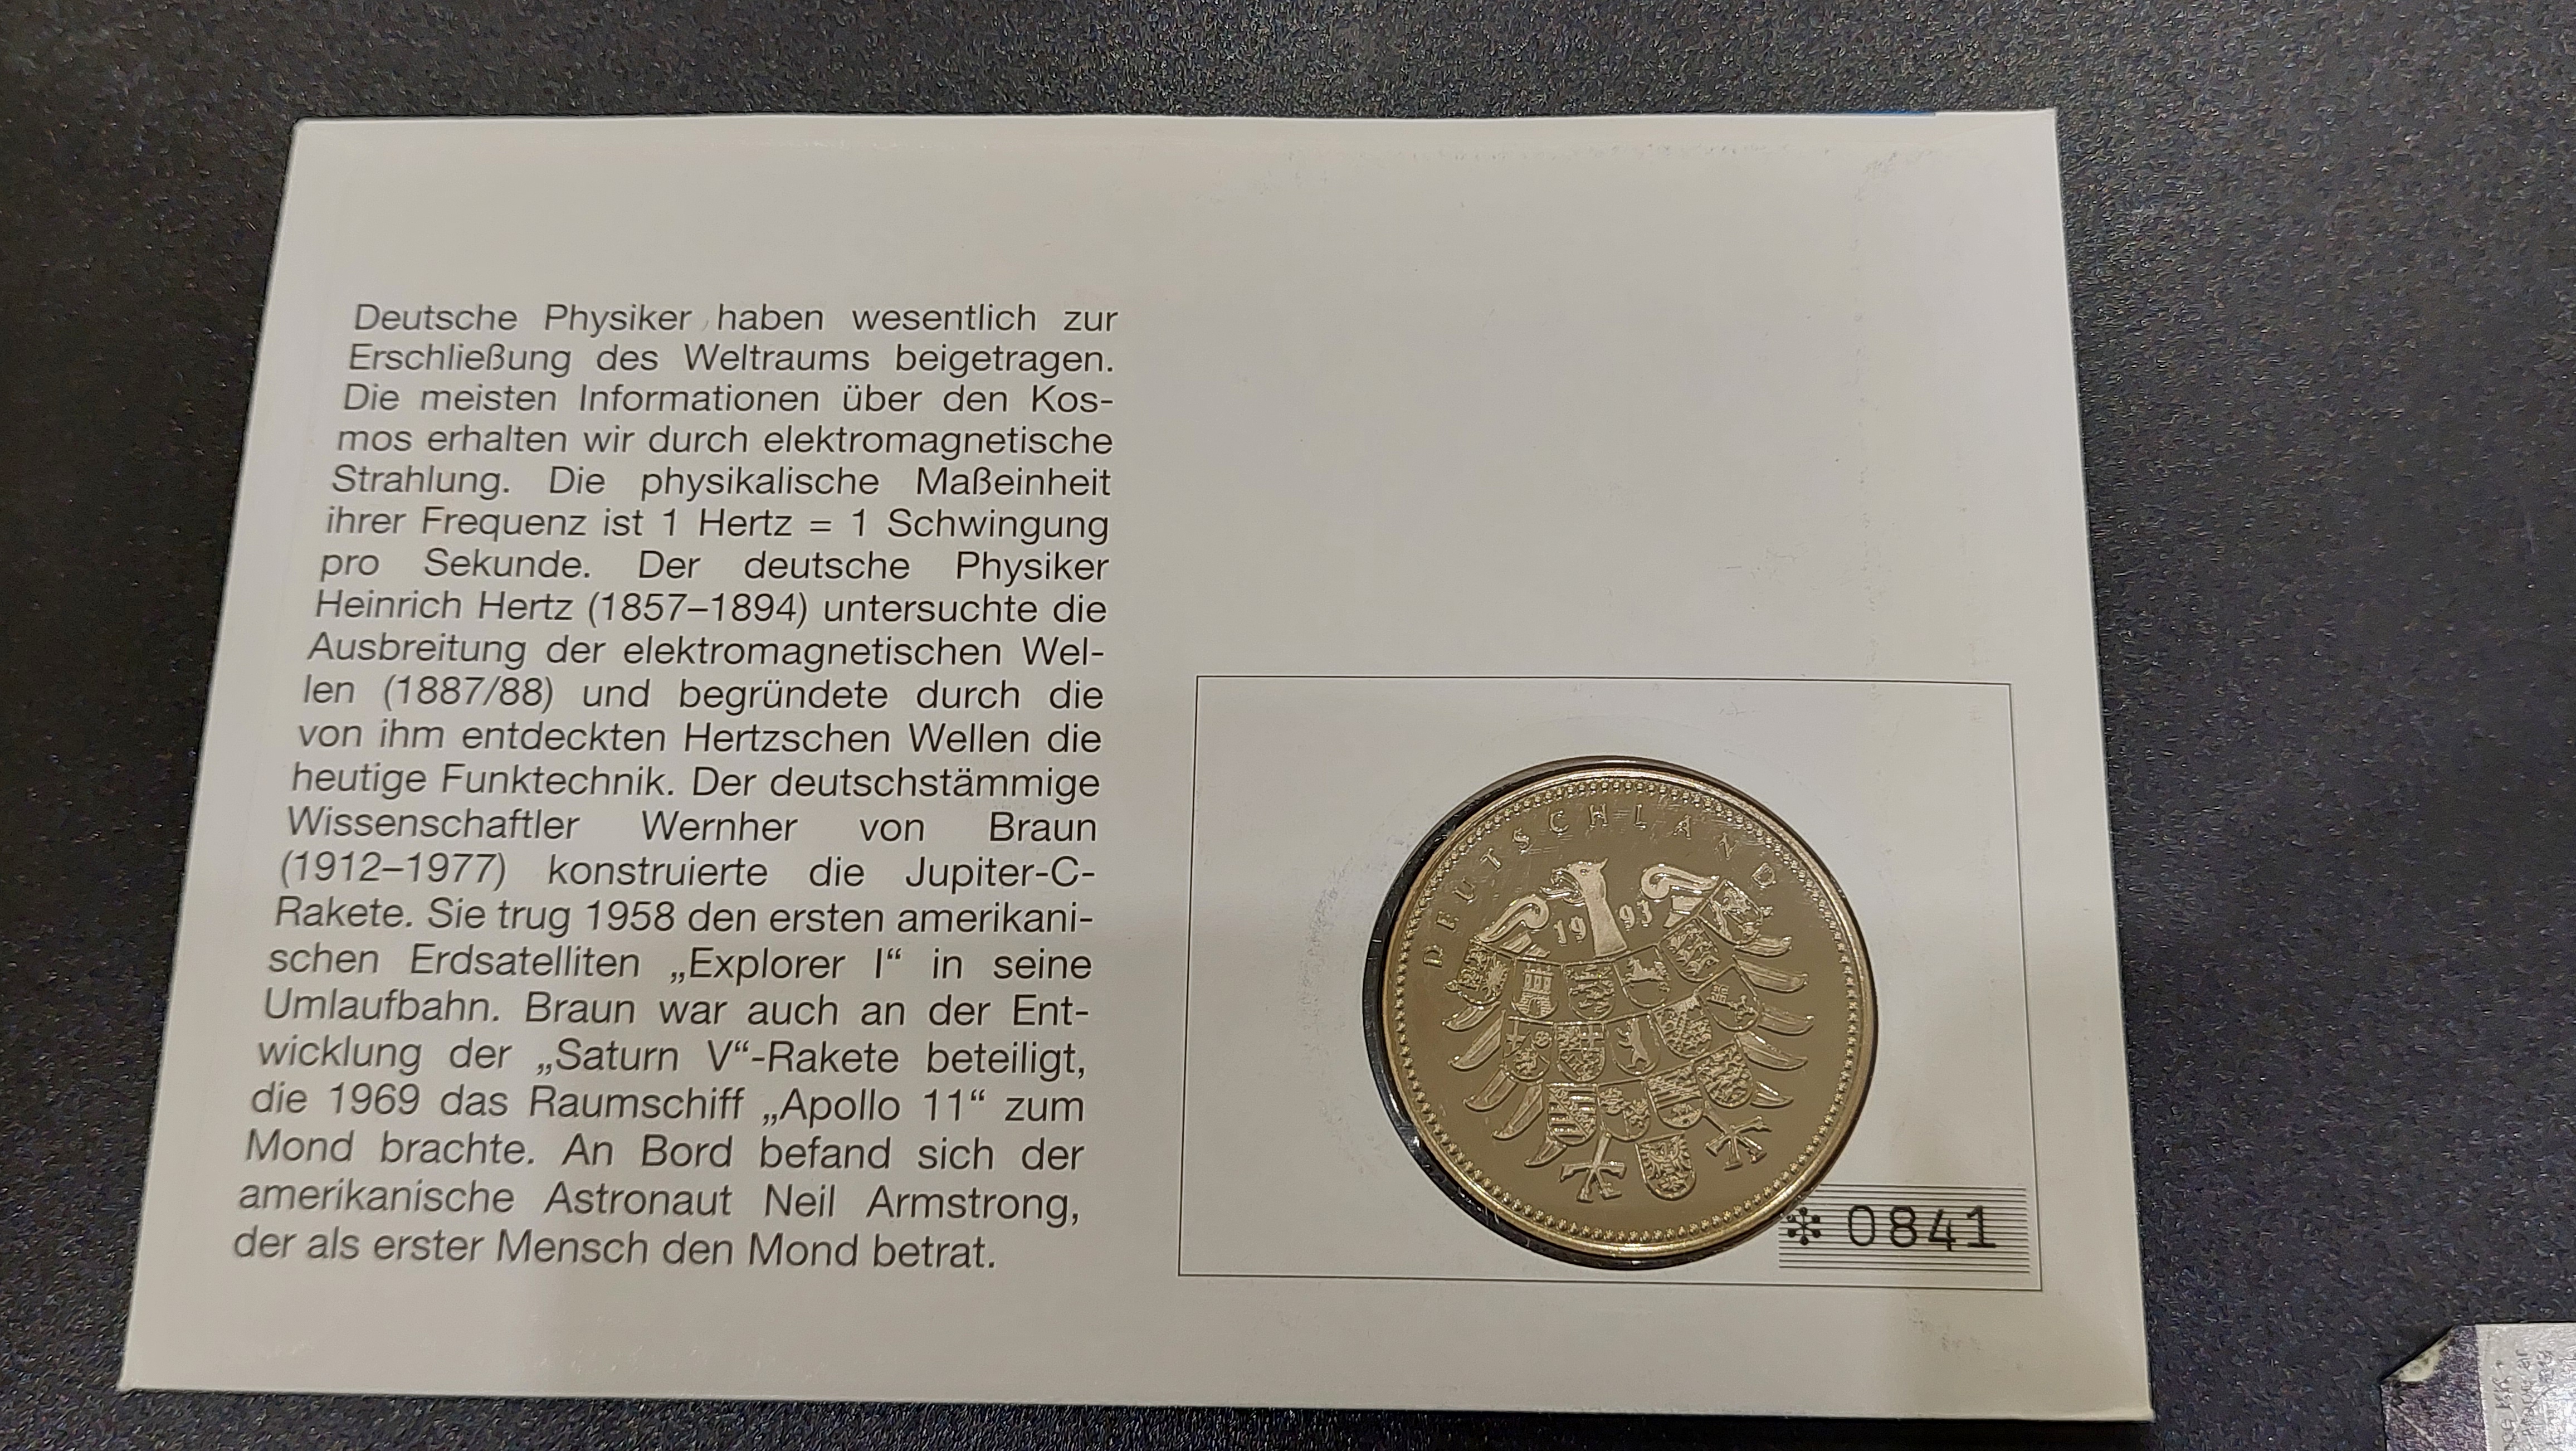 Deutsche Physiker haben wesentlich zur
Erschließung des Weltraums beigetragen.
Die meisten Informationen über den Kos-
mos erhalten wir durch elektromagnetische
Strahlung. Die physikalische Maßeinheit
ihrer Frequenz ist 1 Hertz = 1 Schwingung
pro Sekunde. Der deutsche Physiker
Heinrich Hertz (1857–1894) untersuchte die
Ausbreitung der elektromagnetischen Wel-
len (1887/88) und begründete durch die
von ihm entdeckten Hertzschen Wellen die
heutige Funktechnik. Der deutschstämmige
Wissenschaftler Wernher von Braun
(1912–1977) konstruierte die Jupiter-C-
Rakete. Sie trug 1958 den ersten amerikani-
schen Erdsatelliten „Explorer I“ in seine
Umlaufbahn. Braun war auch an der Ent-
wicklung der „Saturn V“-Rakete beteiligt,
die 1969 das Raumschiff „Apollo 11“ zum
Mond brachte. An Bord befand sich der
amerikanische Astronaut Neil Armstrong,
der als erster Mensch den Mond betrat.
DEUTSCHLAND
1993
✻ 0841